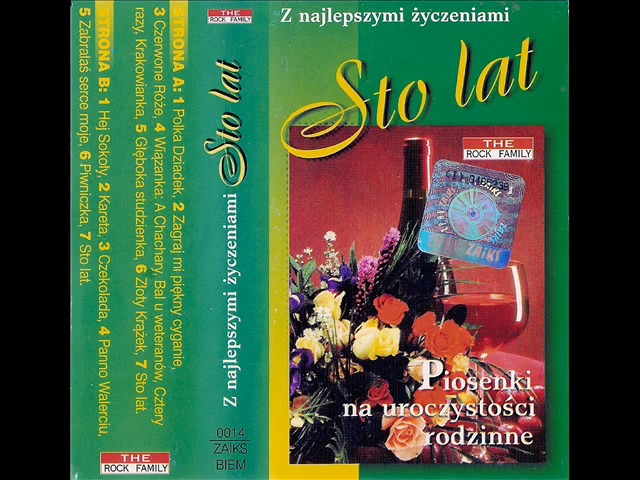 STRONA A: 1 Polka Dziadek, 2 Zagraj mi piękny cyganie,
3 Czerwone Róże, 4 Wiązanka: A Chachary, Bal u weteranów, Cztery
razy, Krakowianka, 5 Głęboka studzienka, 6 Złoty Krążek, 7 Sto lat.
STRONA B: 1 Hej Sokoły, 2 Kareta, 3 Czekolada, 4 Panno Walerciu,
5 Zabrałaś serce moje, 6 Piwniczka, 7 Sto lat.
THE
ROCK FAMILY
THE
ROCK FAMILY
Z najlepszymi życzeniami Sto lat
0014
ZAIKS
BIEM
Z najlepszymi życzeniami
Sto lat
THE
ROCK FAMILY
ZAiKS
Piosenki
na uroczystości
rodzinne